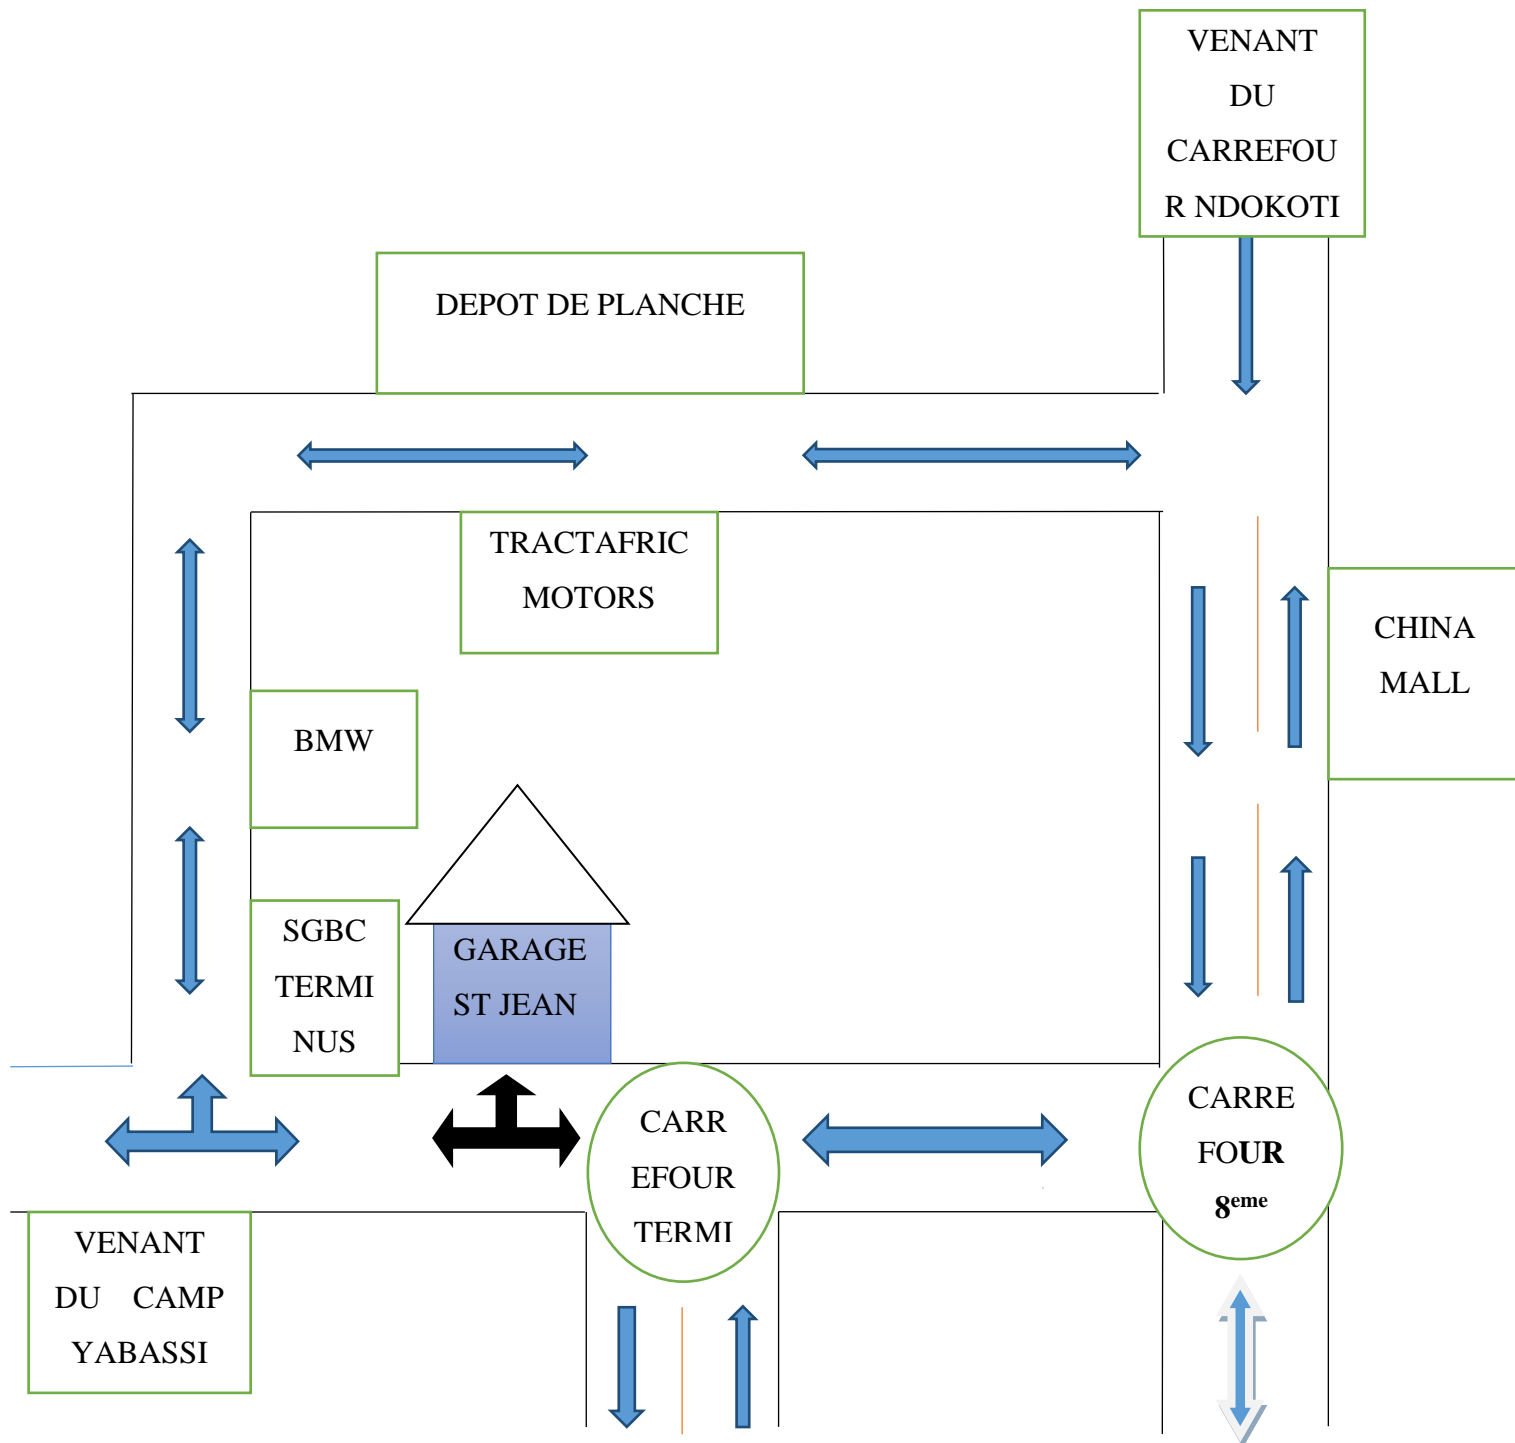 VENANT
DU
CARREFOU
R NDOKOTI
DEPOT DE PLANCHE
TRACTAFRIC
MOTORS
CHINA
MALL
BMW
SGBC
TERMI
NUS
GARAGE
ST JEAN
CARR
EFOUR
TERMI
CARRE
FOUR
8eme
VENANT
DU CAMP
YABASSI